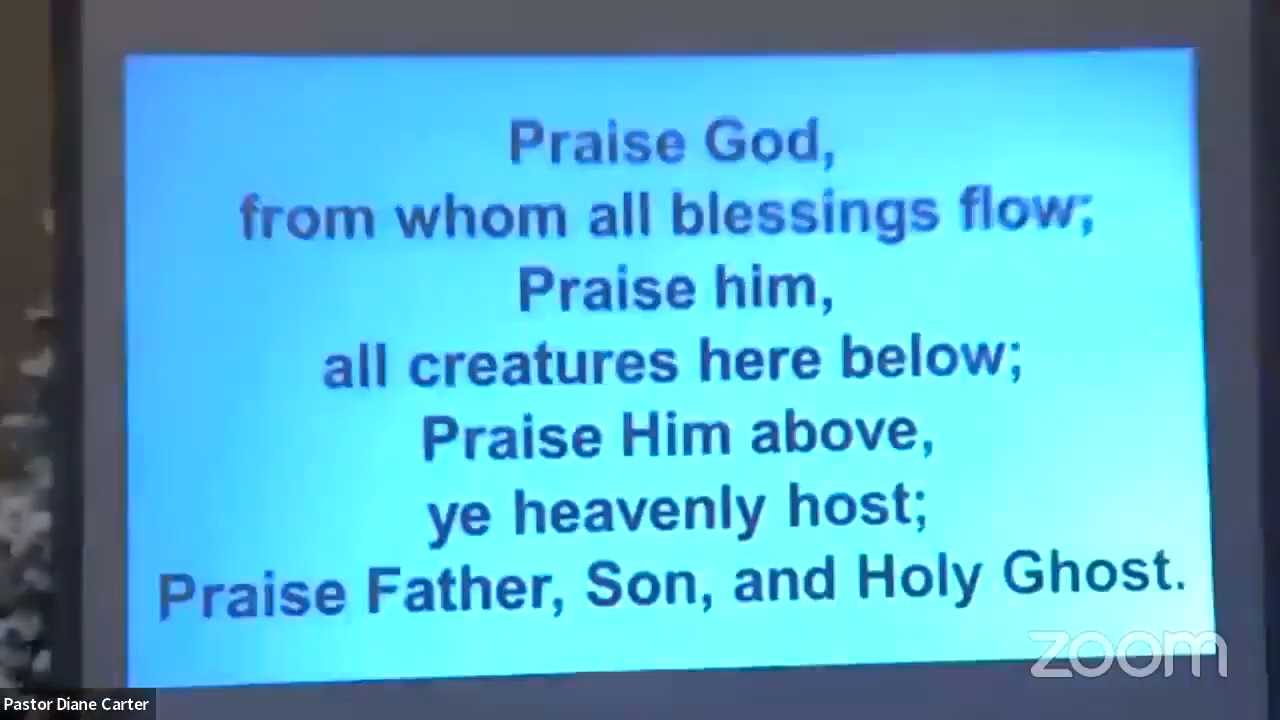 Praise God,
from whom all blessings flow;
Praise him,
all creatures here below;
Praise Him above,
ye heavenly host;
Praise Father, Son, and Holy Ghost.
zoom
Pastor Diane Carter